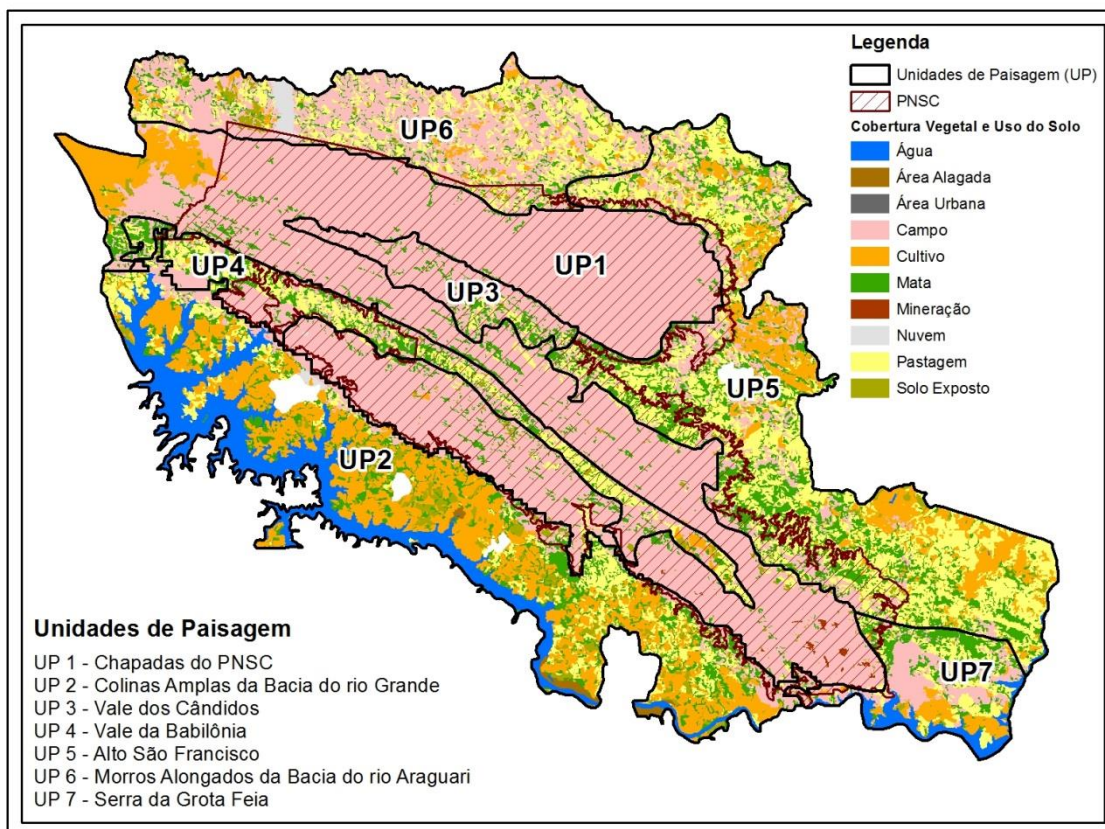 Legenda
Unidades de Paisagem (UP)
PNSC
Cobertura Vegetal e Uso do Solo
Água
Área Alagada
Área Urbana
Campo
Cultivo
Mata
Mineração
Nuvem
Pastagem
Solo Exposto
UP6
UP1
UP4
UP3
UP5
UP2
UP7
Unidades de Paisagem
UP 1 - Chapadas do PNSC
UP 2 - Colinas Amplas da Bacia do rio Grande
UP 3 - Vale dos Cândidos
UP 4 - Vale da Babilônia
UP 5 - Alto São Francisco
UP 6 - Morros Alongados da Bacia do rio Araguari
UP 7 - Serra da Grota Feia